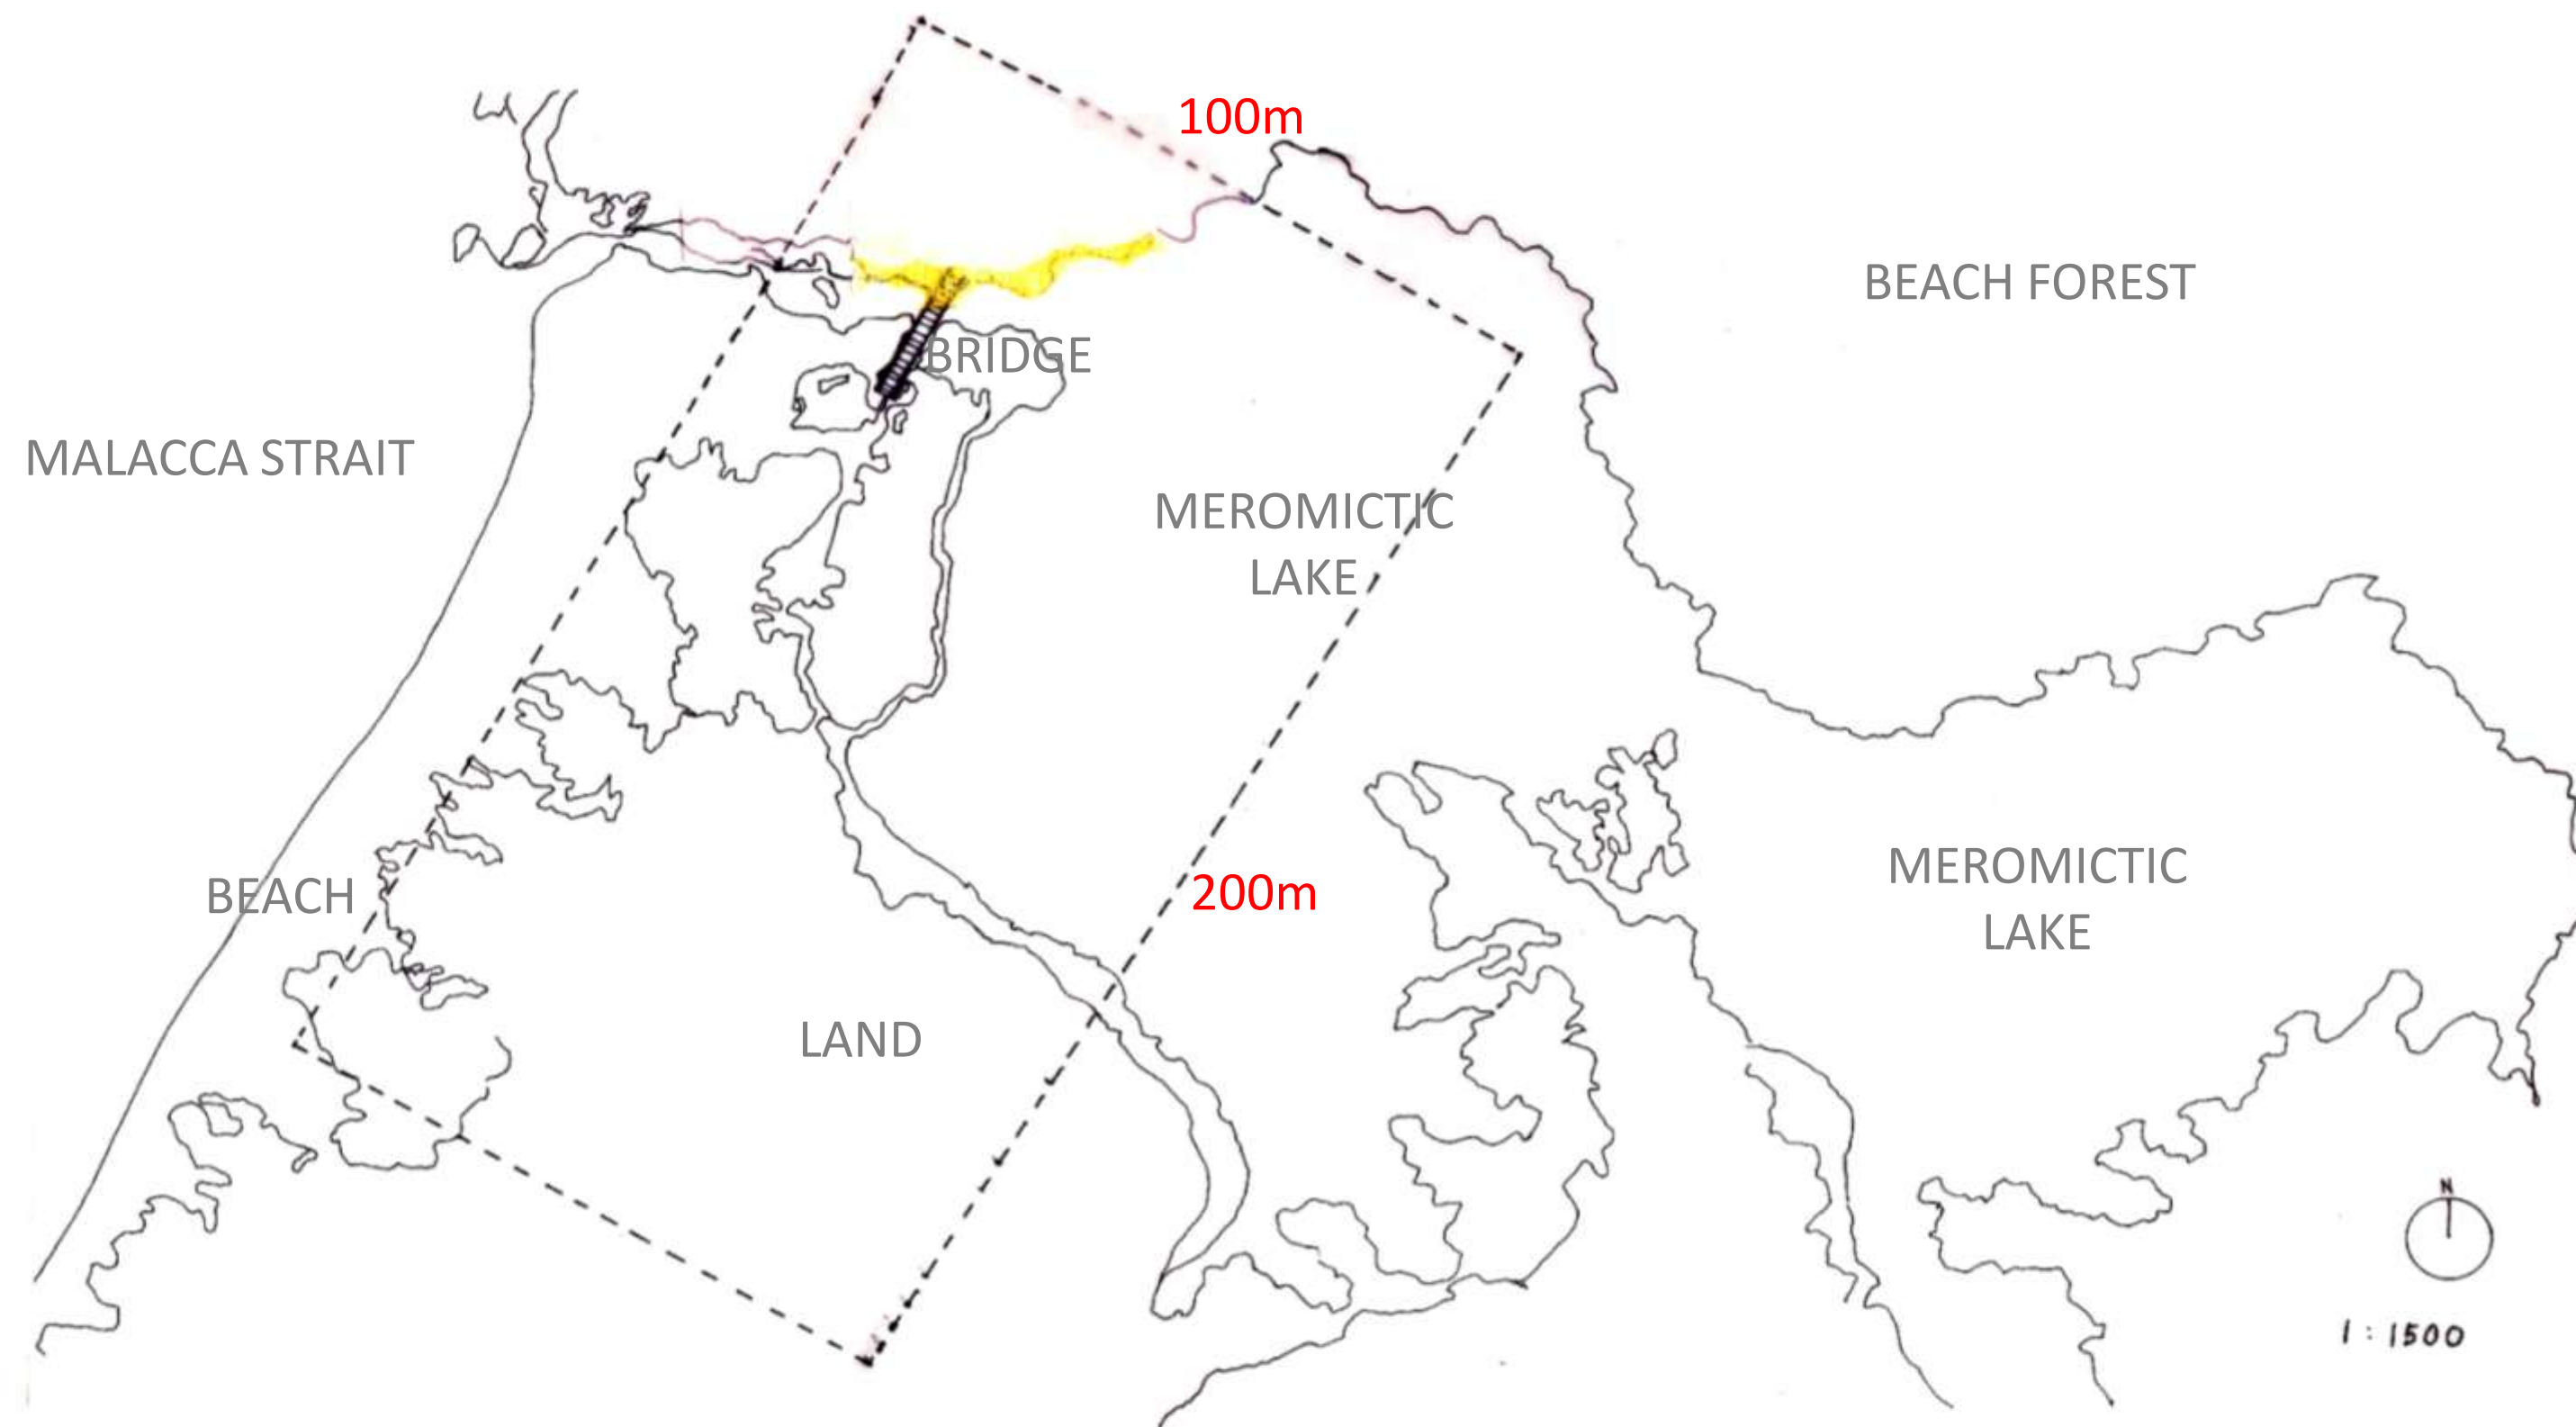 100m
BEACH FOREST
BRIDGE
MALACCA STRAIT
MEROMICTIC
LAKE
MEROMICTIC
LAKE
200m
BEACH
LAND
N
1 : 1500